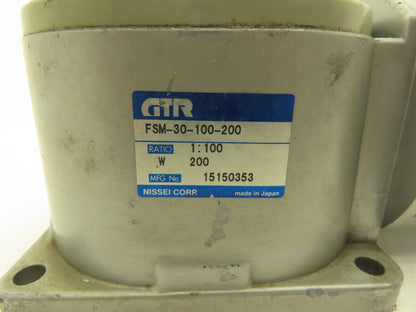 GTR
FSM-30-100-200
RATIO 1:100
W 200
MFG No 15150353
NISSEI CORP. made in Japan